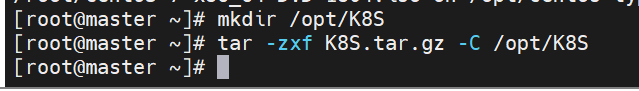 [root@master ~]# mkdir /opt/K8S
[root@master ~]# tar -zxf K8S.tar.gz -C /opt/K8S
[root@master ~]#